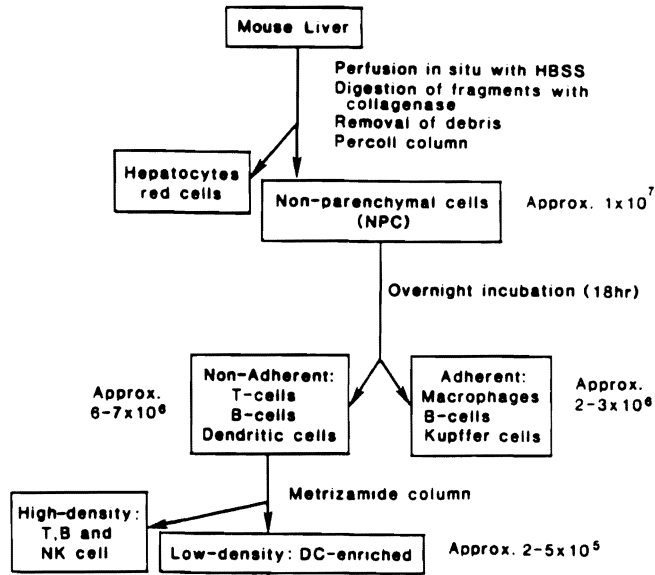 Mouse Liver
Perfusion in situ with HBSS
Digestion of fragments with
collagenase
Removal of debris
Percoll column
Hepatocytes
red cells
Non-parenchymal cells
(NPC)
Approx. 1x10⁷
Overnight incubation (18hr)
Approx.
6-7x10⁶
Non-Adherent:
T-cells
B-cells
Dendritic cells
Adherent:
Macrophages
B-cells
Kupffer cells
Approx.
2-3x10⁶
Metrizamide column
High-density:
T,B and
NK cell
Low-density: DC-enriched
Approx. 2-5x10⁵